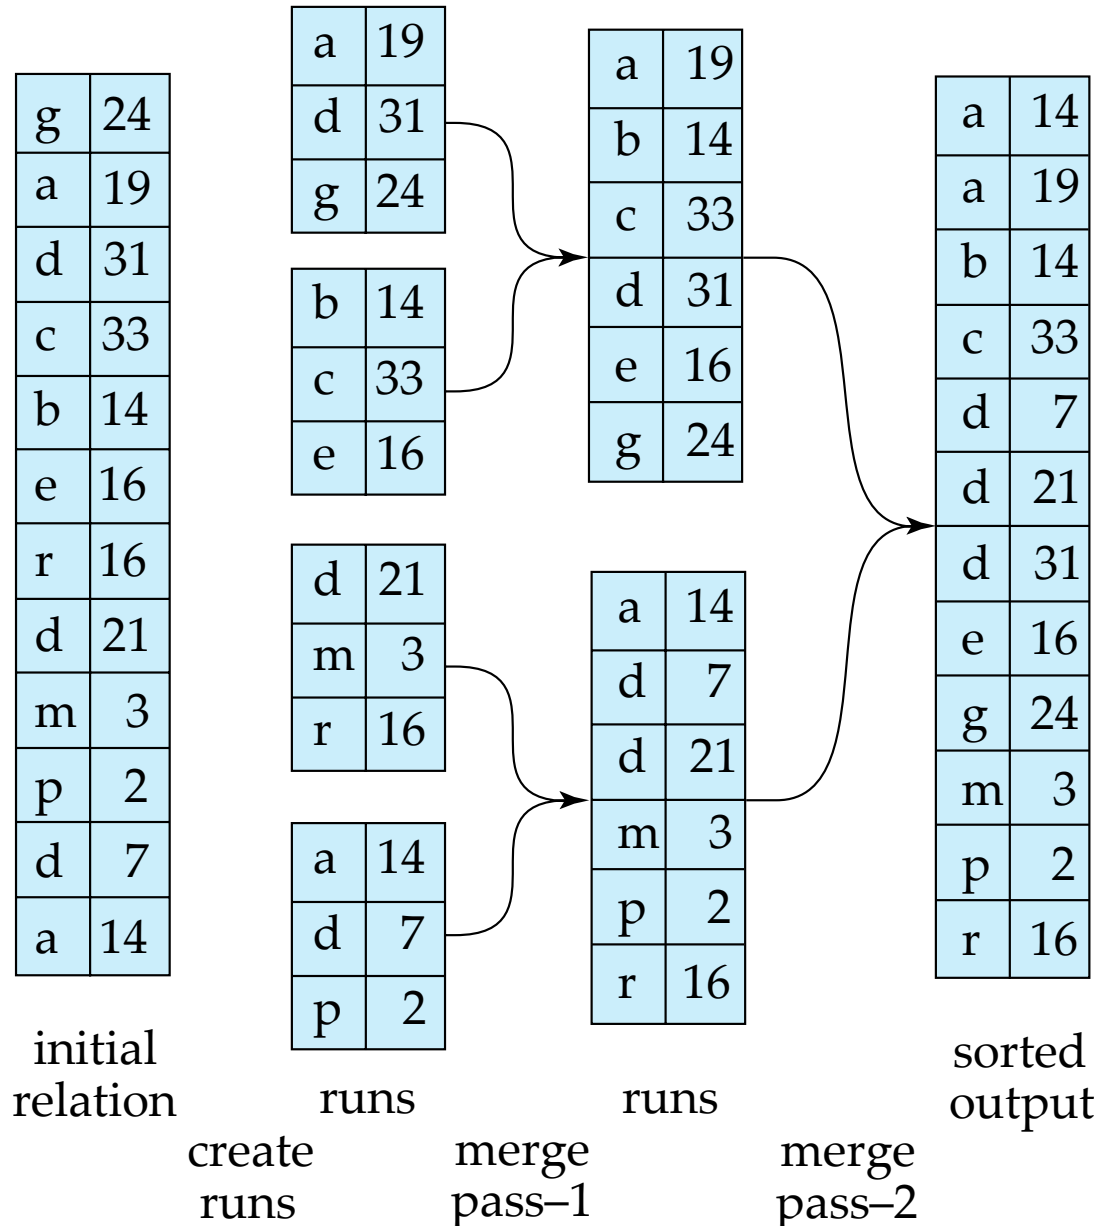 g 24
a 19
d 31
c 33
b 14
e 16
r 16
d 21
m 3
p 2
d 7
a 14
initial
relation
a 19
d 31
g 24
b 14
c 33
e 16
d 21
m 3
r 16
a 14
d 7
p 2
runs
a 19
b 14
c 33
d 31
e 16
g 24
a 14
d 7
d 21
m 3
p 2
r 16
runs
a 14
a 19
b 14
c 33
d 7
d 21
d 31
e 16
g 24
m 3
p 2
r 16
sorted
output
create
runs
merge
pass–1
merge
pass–2